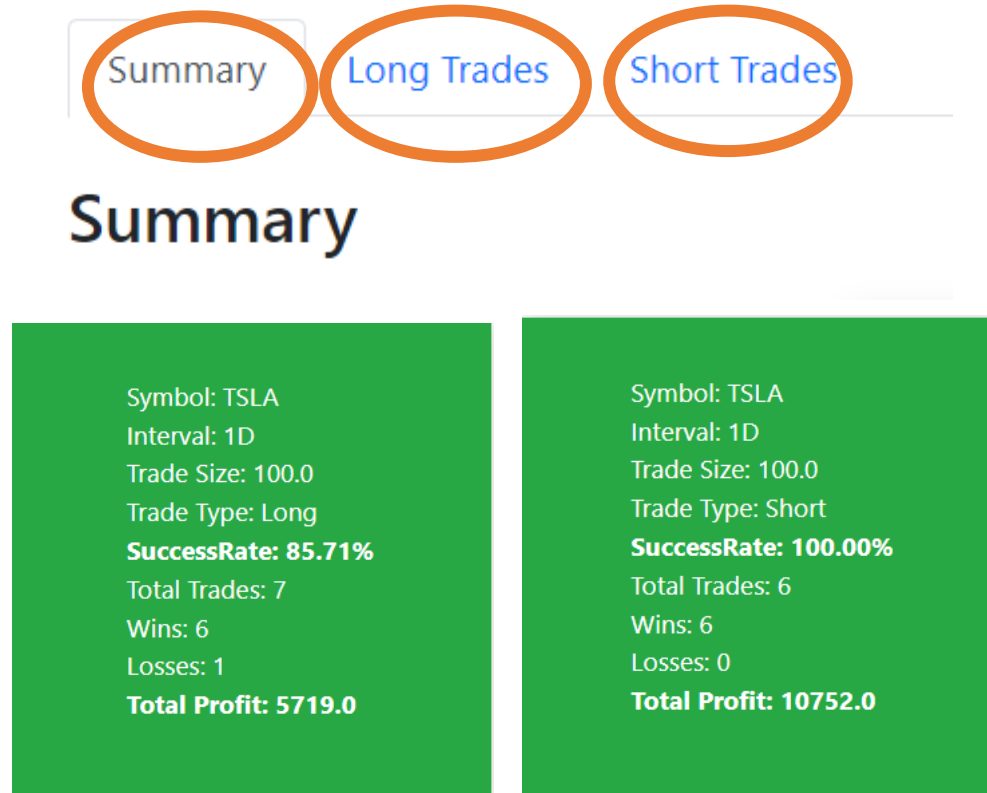 Summary
Long Trades
Short Trades
Summary
Symbol: TSLA
Interval: 1D
Trade Size: 100.0
Trade Type: Long
SuccessRate: 85.71%
Total Trades: 7
Wins: 6
Losses: 1
Total Profit: 5719.0
Symbol: TSLA
Interval: 1D
Trade Size: 100.0
Trade Type: Short
SuccessRate: 100.00%
Total Trades: 6
Wins: 6
Losses: 0
Total Profit: 10752.0